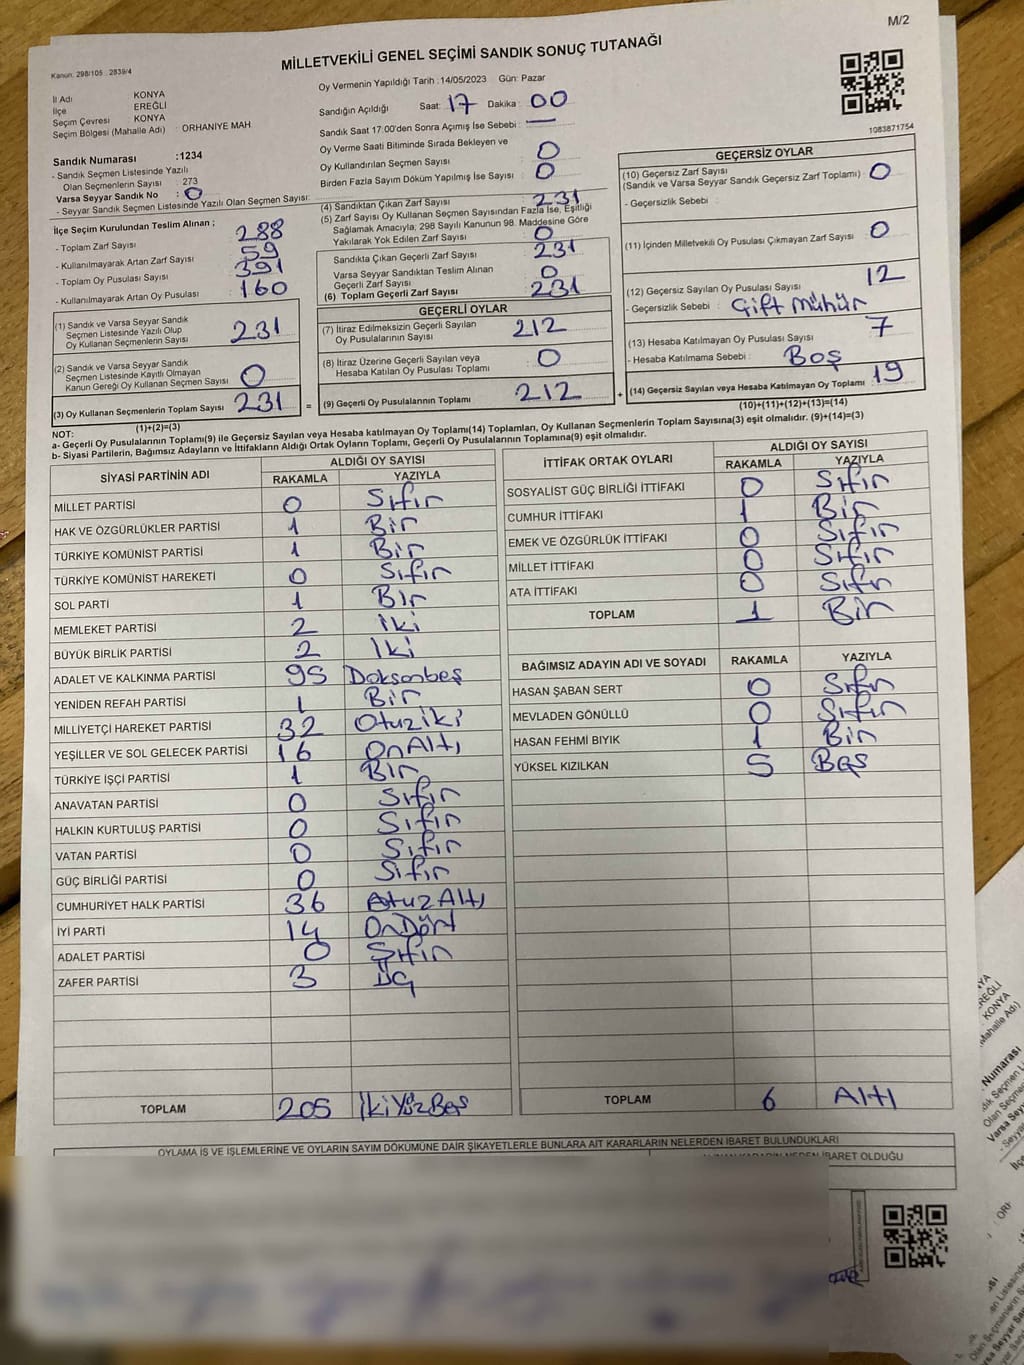 M/2
Kanun: 298/105 : 2839/4
MİLLETVEKİLİ GENEL SEÇİMİ SANDIK SONUÇ TUTANAĞI
İl Adı : KONYA
İlçe : EREĞLİ
Seçim Çevresi : KONYA
Seçim Bölgesi (Mahalle Adı) : ORHANİYE MAH.
Sandık Numarası :1234
- Sandık Seçmen Listesinde Yazılı
Olan Seçmenlerin Sayısı : 273
Varsa Seyyar Sandık No : 0
- Seyyar Sandık Seçmen Listesinde Yazılı Olan Seçmen Sayısı:
Oy Vermenin Yapıldığı Tarih :14/05/2023 Gün: Pazar
Sandığın Açıldığı Saat: 17 Dakika : 00
Sandık Saat 17.00'den Sonra Açımış İse Sebebi : —
Oy Verme Saati Bitiminde Sırada Bekleyen ve
Oy Kullandırılan Seçmen Sayısı : 0
Birden Fazla Sayım Döküm Yapılmış İse Sayısı : 0
1083871754
İlçe Seçim Kurulundan Teslim Alınan ;
- Toplam Zarf Sayısı : 288
- Kullanılmayarak Artan Zarf Sayısı : 59
- Toplam Oy Pusulası Sayısı : 391
- Kullanılmayarak Artan Oy Pusulası : 160
(4) Sandıktan Çıkan Zarf Sayısı : 231
(5) Zarf Sayısı Oy Kullanan Seçmen Sayısından Fazla İse, Eşitliği
Sağlamak Amacıyla; 298 Sayılı Kanunun 98. Maddesine Göre
Yakılarak Yok Edilen Zarf Sayısı : 0
Sandıkta Çıkan Geçerli Zarf Sayısı : 231
Varsa Seyyar Sandıktan Teslim Alınan
Geçerli Zarf Sayısı : 0
(6) Toplam Geçerli Zarf Sayısı : 231
GEÇERSİZ OYLAR
(10) Geçersiz Zarf Sayısı
(Sandık ve Varsa Seyyar Sandık Geçersiz Zarf Toplamı) : 0
- Geçersizlik Sebebi :
(11) İçinden Milletvekili Oy Pusulası Çıkmayan Zarf Sayısı : 0
(12) Geçersiz Sayılan Oy Pusulası Sayısı : 12
- Geçersizlik Sebebi : Çift mühür
(13) Hesaba Katılmayan Oy Pusulası Sayısı : 7
- Hesaba Katılmama Sebebi : Boş
(14) Geçersiz Sayılan veya Hesaba Katılmayan Oy Toplamı : 19
(10)+(11)+(12)+(13)=(14)
(1) Sandık ve Varsa Seyyar Sandık
Seçmen Listesinde Yazılı Olup
Oy Kullanan Seçmenlerin Sayısı : 231
(2) Sandık ve Varsa Seyyar Sandık
Seçmen Listesinde Kayıtlı Olmayan
Kanun Gereği Oy Kullanan Seçmen Sayısı : 0
(3) Oy Kullanan Seçmenlerin Toplam Sayısı : 231 =
(1)+(2)=(3)
GEÇERLİ OYLAR
(7) İtiraz Edilmeksizin Geçerli Sayılan
Oy Pusulalarının Sayısı : 212
(8) İtiraz Üzerine Geçerli Sayılan veya
Hesaba Katılan Oy Pusulası Toplamı : 0
(9) Geçerli Oy Pusulalarının Toplamı : 212 +
NOT:
a- Geçerli Oy Pusulalarının Toplamı(9) ile Geçersiz Sayılan veya Hesaba katılmayan Oy Toplamı(14) Toplamları, Oy Kullanan Seçmenlerin Toplam Sayısına(3) eşit olmalıdır. (9)+(14)=(3)
b- Siyasi Partilerin, Bağımsız Adayların ve İttifakların Aldığı Ortak Oyların Toplamı, Geçerli Oy Pusulalarının Toplamına(9) eşit olmalıdır.
SİYASİ PARTİNİN ADI ALDIĞI OY SAYISI
RAKAMLA YAZIYLA
MİLLET PARTİSİ 0 Sıfır
HAK VE ÖZGÜRLÜKLER PARTİSİ 1 Bir
TÜRKİYE KOMÜNİST PARTİSİ 1 Bir
TÜRKİYE KOMÜNİST HAREKETİ 0 Sıfır
SOL PARTİ 1 Bır
MEMLEKET PARTİSİ 2 İki
BÜYÜK BİRLİK PARTİSİ 2 İki
ADALET VE KALKINMA PARTİSİ 95 Doksanbeş
YENİDEN REFAH PARTİSİ 1 Bir
MİLLİYETÇİ HAREKET PARTİSİ 32 Otuziki
YEŞİLLER VE SOL GELECEK PARTİSİ 16 OnAltı
TÜRKİYE İŞÇİ PARTİSİ 1 Bir
ANAVATAN PARTİSİ 0 Sıfır
HALKIN KURTULUŞ PARTİSİ 0 Sıfır
VATAN PARTİSİ 0 Sıfır
GÜÇ BİRLİĞİ PARTİSİ 0 Sıfır
CUMHURİYET HALK PARTİSİ 36 OtuzAltı
İYİ PARTİ 14 OnDört
ADALET PARTİSİ 0 Sıfır
ZAFER PARTİSİ 3 Üç
TOPLAM 205 İkiYüzBeş
İTTİFAK ORTAK OYLARI ALDIĞI OY SAYISI
RAKAMLA YAZIYLA
SOSYALİST GÜÇ BİRLİĞİ İTTİFAKI 0 Sıfır
CUMHUR İTTİFAKI 1 Bir
EMEK VE ÖZGÜRLÜK İTTİFAKI 0 Sıfır
MİLLET İTTİFAKI 0 Sıfır
ATA İTTİFAKI 0 Sıfır
TOPLAM 1 Bir
BAĞIMSIZ ADAYIN ADI VE SOYADI RAKAMLA YAZIYLA
HASAN ŞABAN SERT 0 Sıfır
MEVLADEN GÖNÜLLÜ 0 Sıfır
HASAN FEHMİ BIYIK 1 Bir
YÜKSEL KIZILKAN 5 Beş
TOPLAM 6 Altı
OYLAMA İŞ VE İŞLEMLERİNE VE OYLARIN SAYIM DÖKÜMÜNE DAİR ŞİKAYETLERLE BUNLARA AİT KARARLARIN NELERDEN İBARET BULUNDUKLARI
İBARET OLDUĞU
EREĞLİ
KONYA
Mahalle Adı)
Numarası